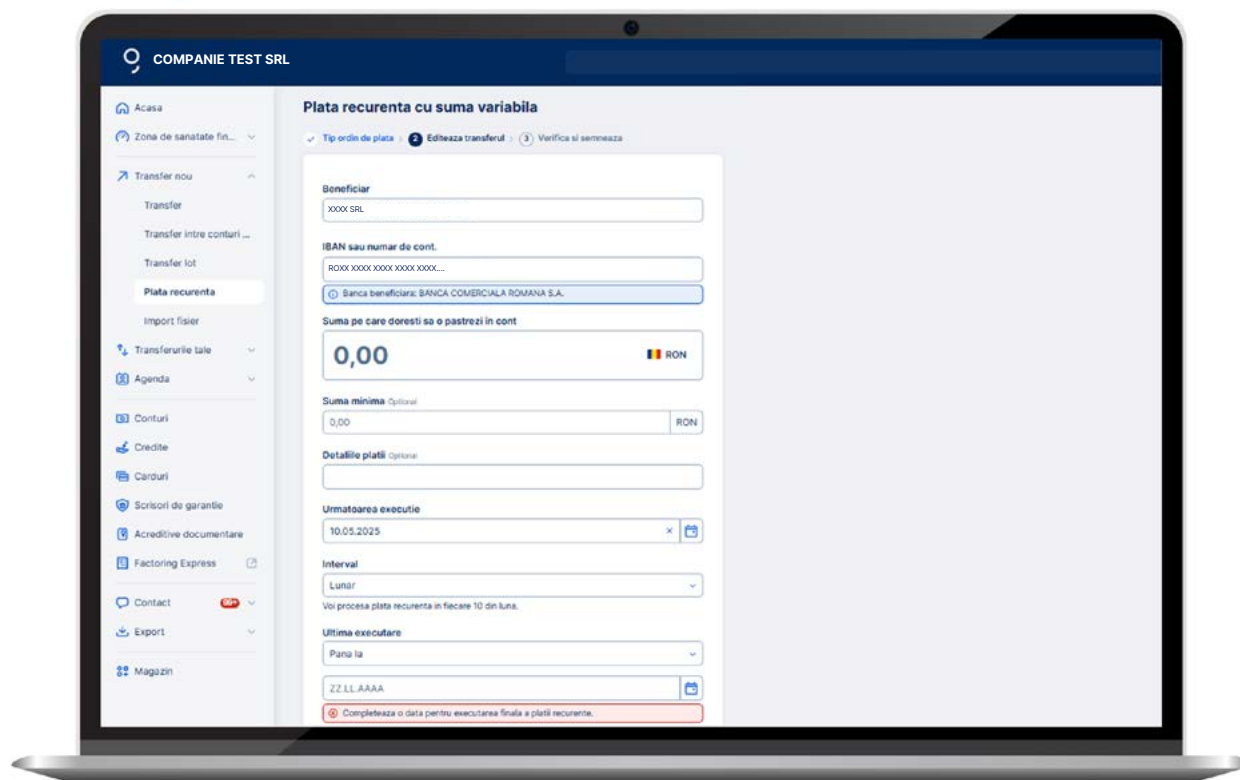 COMPANIE TEST SRL
Acasa
Zona de sanatate fin...
Transfer nou
Transfer
Transfer intre conturi ...
Transfer lot
Plata recurenta
Import fisier
Transferurile tale
Agenda
Conturi
Credite
Carduri
Scrisori de garantie
Acreditive documentare
Factoring Express
Contact 99+
Export
Magazin
Plata recurenta cu suma variabila
Tip ordin de plata 2 Editeaza transferul 3 Verifica si semneaza
Beneficiar
XXXX SRL
IBAN sau numar de cont.
ROXX XXXX XXXX XXXX XXXX....
Banca beneficiara: BANCA COMERCIALA ROMANA S.A.
Suma pe care doresti sa o pastrezi in cont
0,00 RON
Suma minima Optional
0,00 RON
Detaliile platii Optional
Urmatoarea executie
10.05.2025
Interval
Lunar
Voi procesa plata recurenta in fiecare 10 din luna.
Ultima executare
Pana la
ZZ.LL.AAAA
Completeaza o data pentru executarea finala a platii recurente.